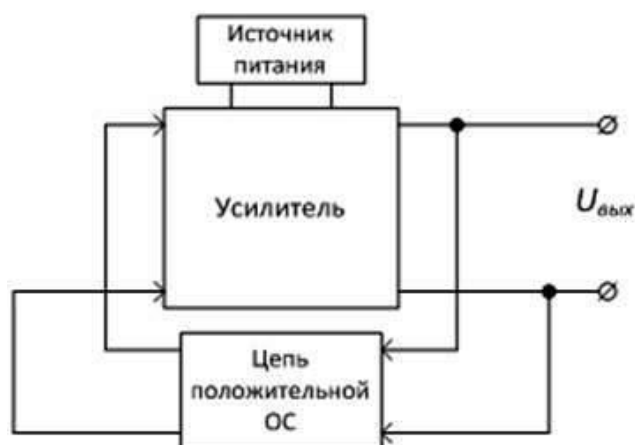 Источник
питания
Усилитель
Uвых
Цепь
положительной
ОС